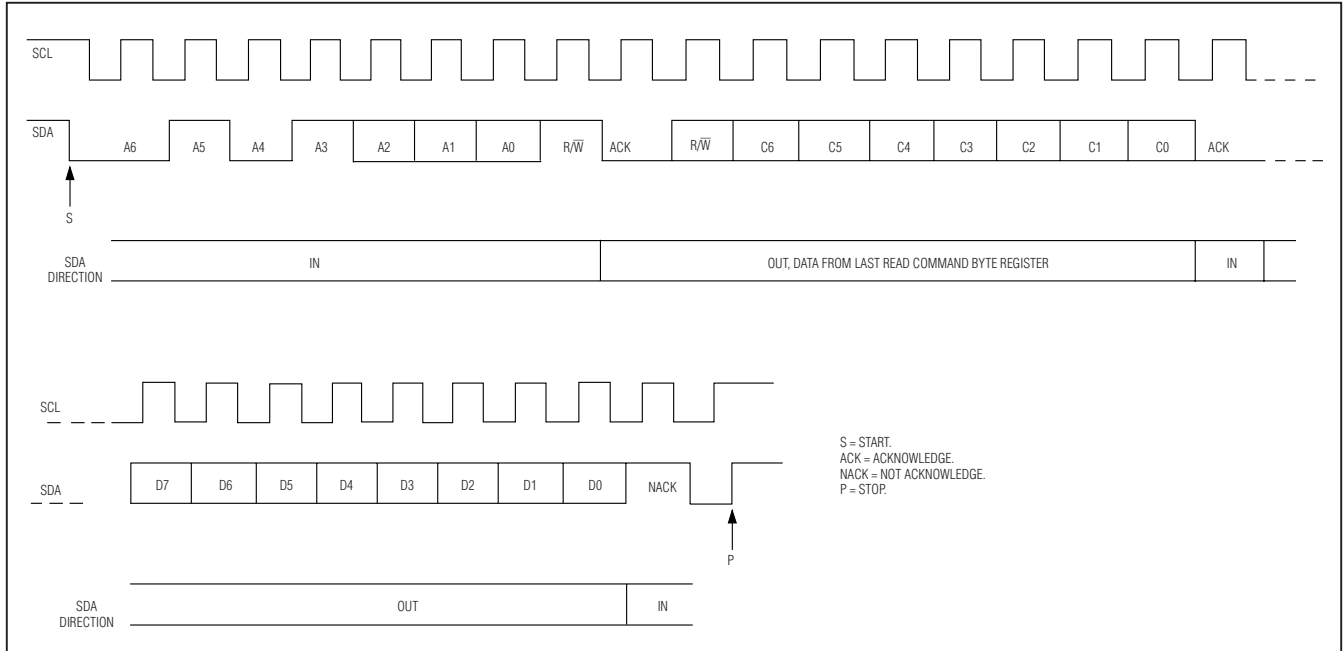 SCL
SDA
A6 A5 A4 A3 A2 A1 A0 R/W̅ ACK R/W̅ C6 C5 C4 C3 C2 C1 C0 ACK
S
SDA
DIRECTION
IN OUT, DATA FROM LAST READ COMMAND BYTE REGISTER IN
SCL
SDA
D7 D6 D5 D4 D3 D2 D1 D0 NACK
S = START.
ACK = ACKNOWLEDGE.
NACK = NOT ACKNOWLEDGE.
P = STOP.
P
SDA
DIRECTION
OUT IN